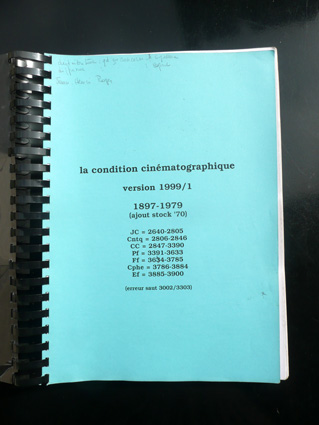 la condition cinématographique
version 1999/1
1897-1979
(ajout stock '70)
JC = 2640-2805
Cntq = 2806-2846
CC = 2847-3390
Pf = 3391-3633
Ff = 3634-3785
Cphe = 3786-3884
Ef = 3885-3900
(erreur saut 3002/3303)